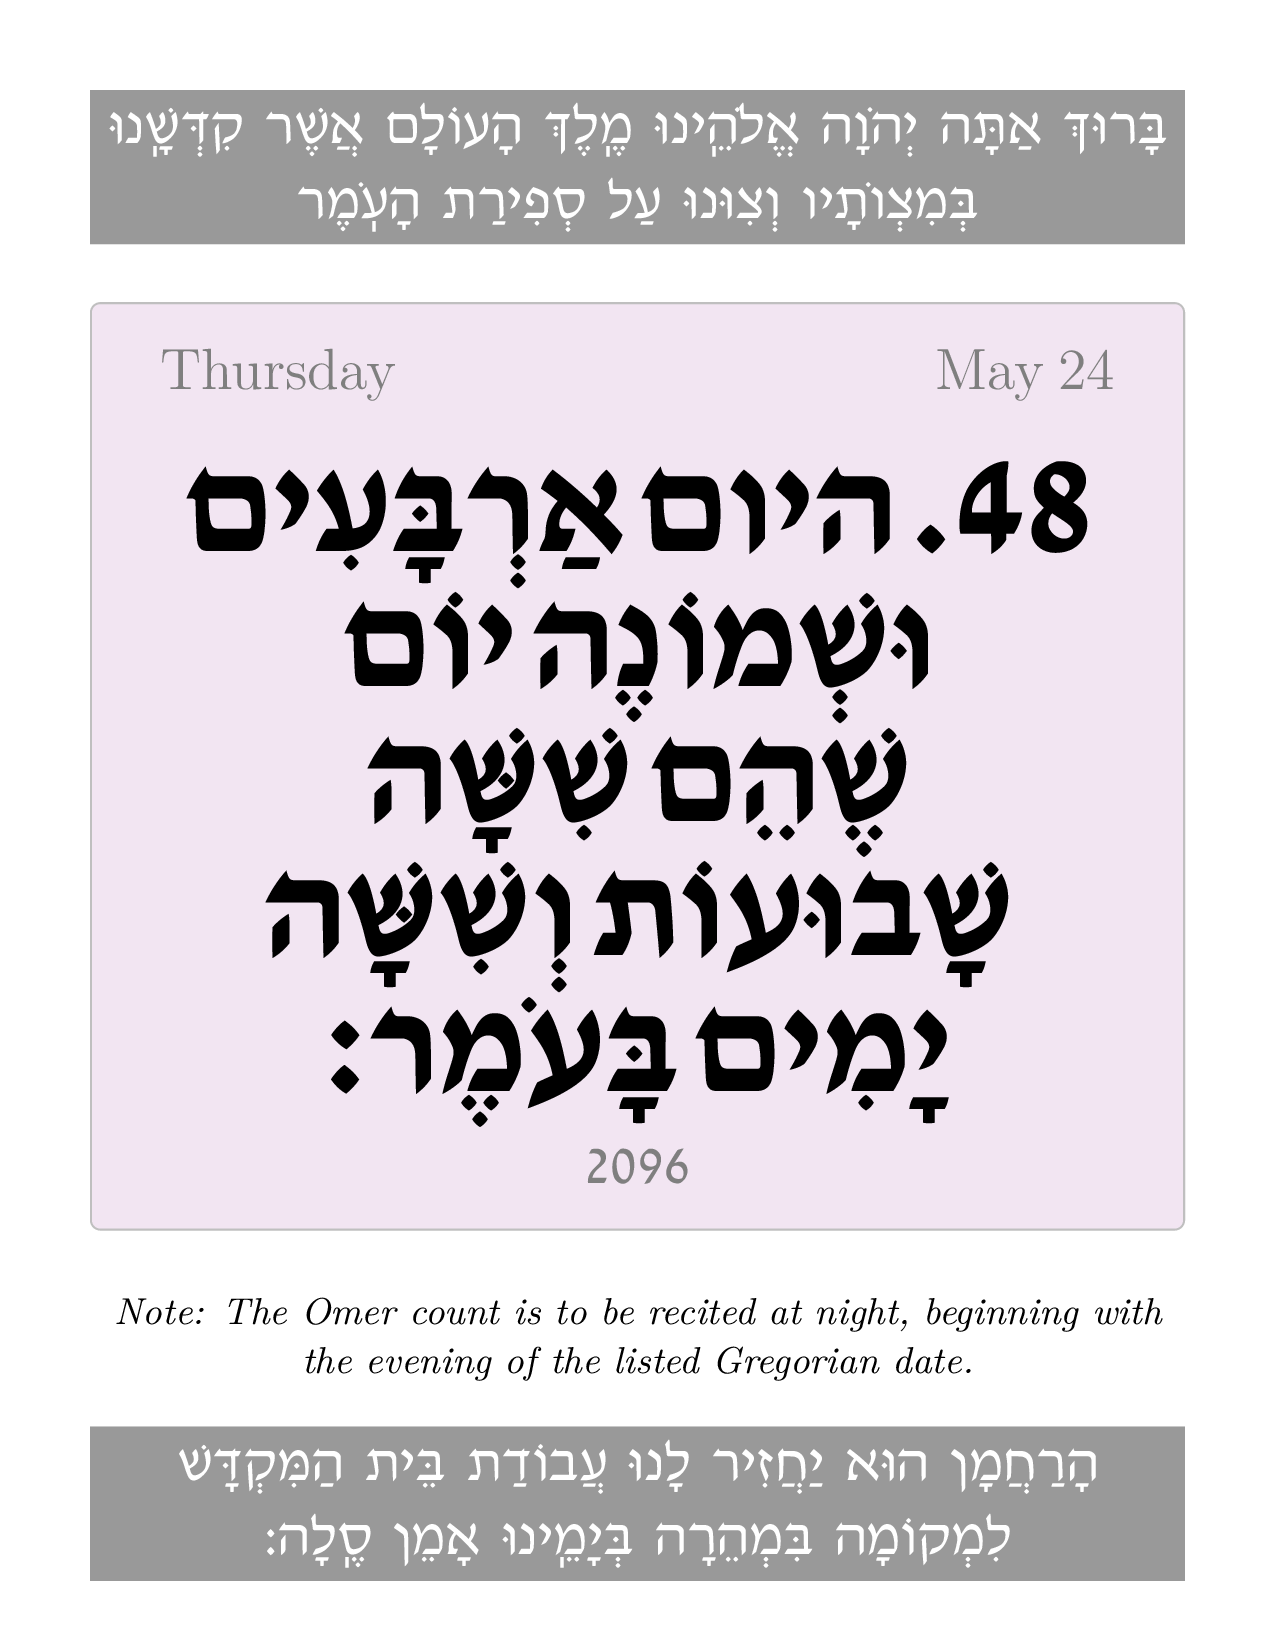 בָּרוּךְ אַתָּה יְהֹוָה אֱלֹהֵֽינוּ מֶֽלֶךְ הָעוֹלָם אֲשֶׁר קִדְּשָֽׁנוּ
בְּמִצְוֹתָיו וְצִוּנוּ עַל סְפִירַת הָעֹֽמֶר
Thursday May 24
48. היום אַרְבָּעִים
וּשְׁמוֹנֶה יוֹם
שֶׁהֵם שִׁשָּׁה
שָׁבוּעוֹת וְשִׁשָּׁה
יָמִים בָּעֹמֶר:
2096
Note: The Omer count is to be recited at night, beginning with
the evening of the listed Gregorian date.
הָרַחֲמָן הוּא יַחֲזִיר לָנוּ עֲבוֹדַת בֵּית הַמִּקְדָּשׁ
לִמְקוֹמָה בִּמְהֵרָה בְּיָמֵֽינוּ אָמֵן סֶֽלָה: